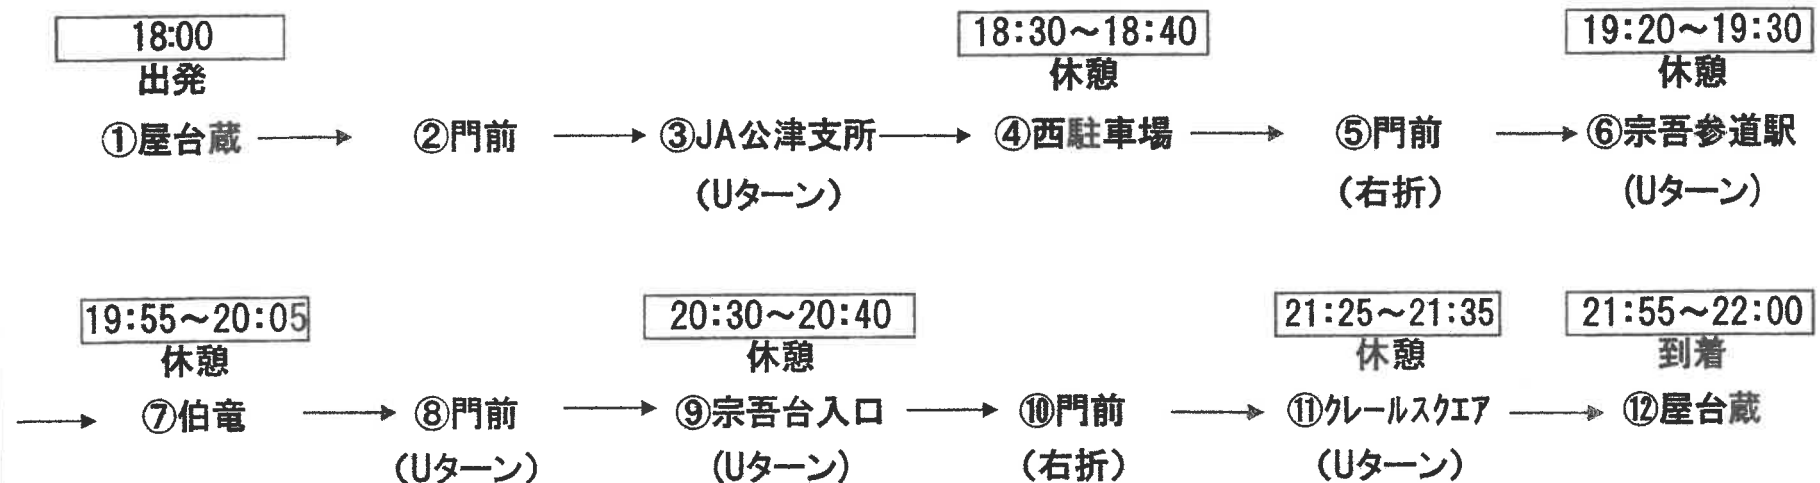 18:00 18:30～18:40 19:20～19:30
出発 休憩 休憩
①屋台蔵 → ②門前 → ③JA公津支所 → ④西駐車場 → ⑤門前 → ⑥宗吾参道駅
(Uターン) (右折) (Uターン)
19:55～20:05 20:30～20:40 21:25～21:35 21:55～22:00
休憩 休憩 休憩 到着
→ ⑦伯竜 → ⑧門前 → ⑨宗吾台入口 → ⑩門前 → ⑪クレールスクエア → ⑫屋台蔵
(Uターン) (Uターン) (右折) (Uターン)